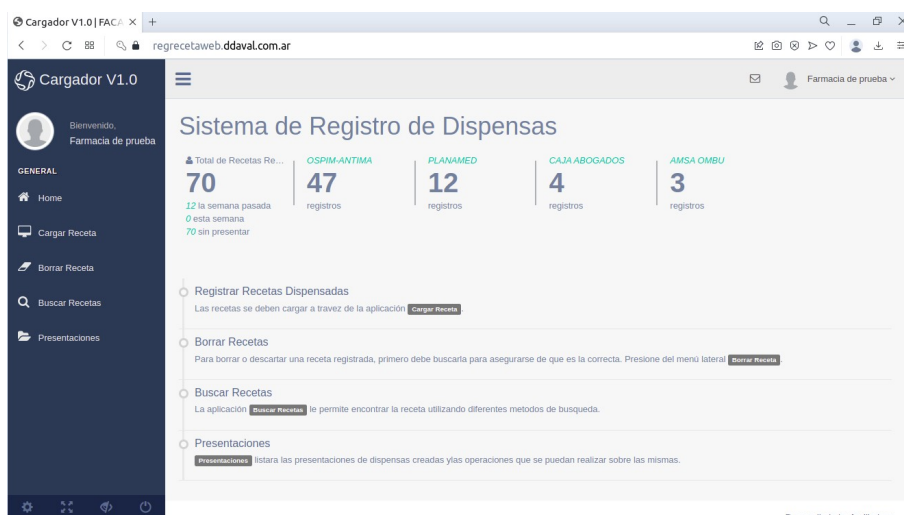 Cargador V1.0 | FACA
regrecetaweb.ddaval.com.ar
Cargador V1.0
Farmacia de prueba
Bienvenido,
Farmacia de prueba
GENERAL
Home
Cargar Receta
Borrar Receta
Buscar Recetas
Presentaciones
Sistema de Registro de Dispensas
Total de Recetas Re...
70
12 la semana pasada
0 esta semana
70 sin presentar
OSPIM-ANTIMA
47
registros
PLANAMED
12
registros
CAJA ABOGADOS
4
registros
AMSA OMBU
3
registros
Registrar Recetas Dispensadas
Las recetas se deben cargar a travez de la aplicación Cargar Receta.
Borrar Recetas
Para borrar o descartar una receta registrada, primero debe buscarla para asegurarse de que es la correcta. Presione del menú lateral Borrar Receta.
Buscar Recetas
La aplicación Buscar Recetas le permite encontrar la receta utilizando diferentes metodos de busqueda.
Presentaciones
Presentaciones listara las presentaciones de dispensas creadas ylas operaciones que se puedan realizar sobre las mismas.